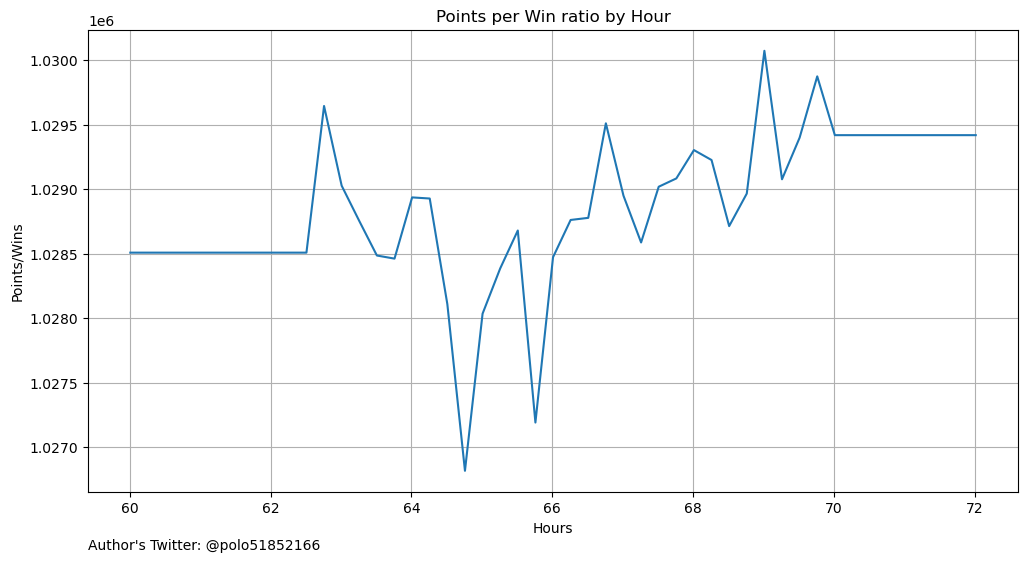 Points per Win ratio by Hour
1e6
1.0300
1.0295
1.0290
1.0285
1.0280
1.0275
1.0270
Points/Wins
60 62 64 66 68 70 72
Hours
Author's Twitter: @polo51852166